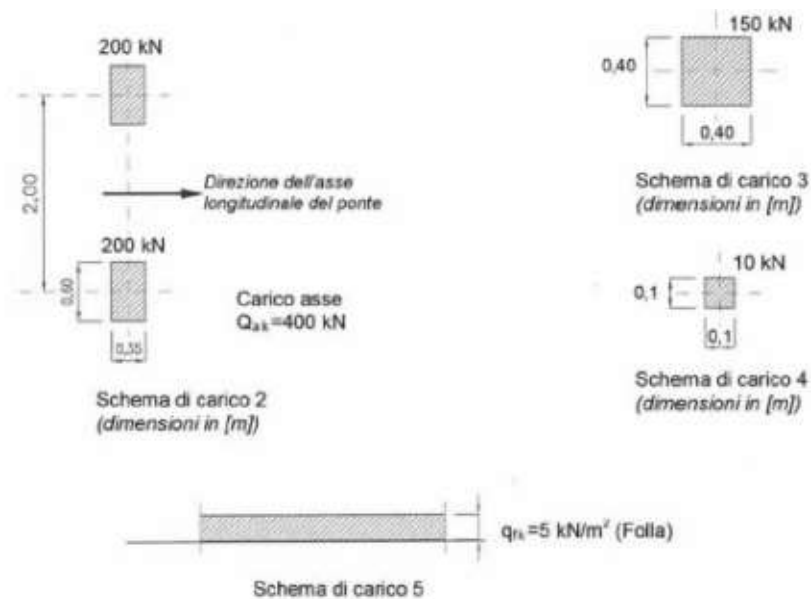 200 kN
2,00
Direzione dell'asse
longitudinale del ponte
200 kN
0,60
0,35
Carico asse
Qak=400 kN
Schema di carico 2
(dimensioni in [m])
150 kN
0,40
0,40
Schema di carico 3
(dimensioni in [m])
10 kN
0,1
0,1
Schema di carico 4
(dimensioni in [m])
qfk=5 kN/m² (Folla)
Schema di carico 5